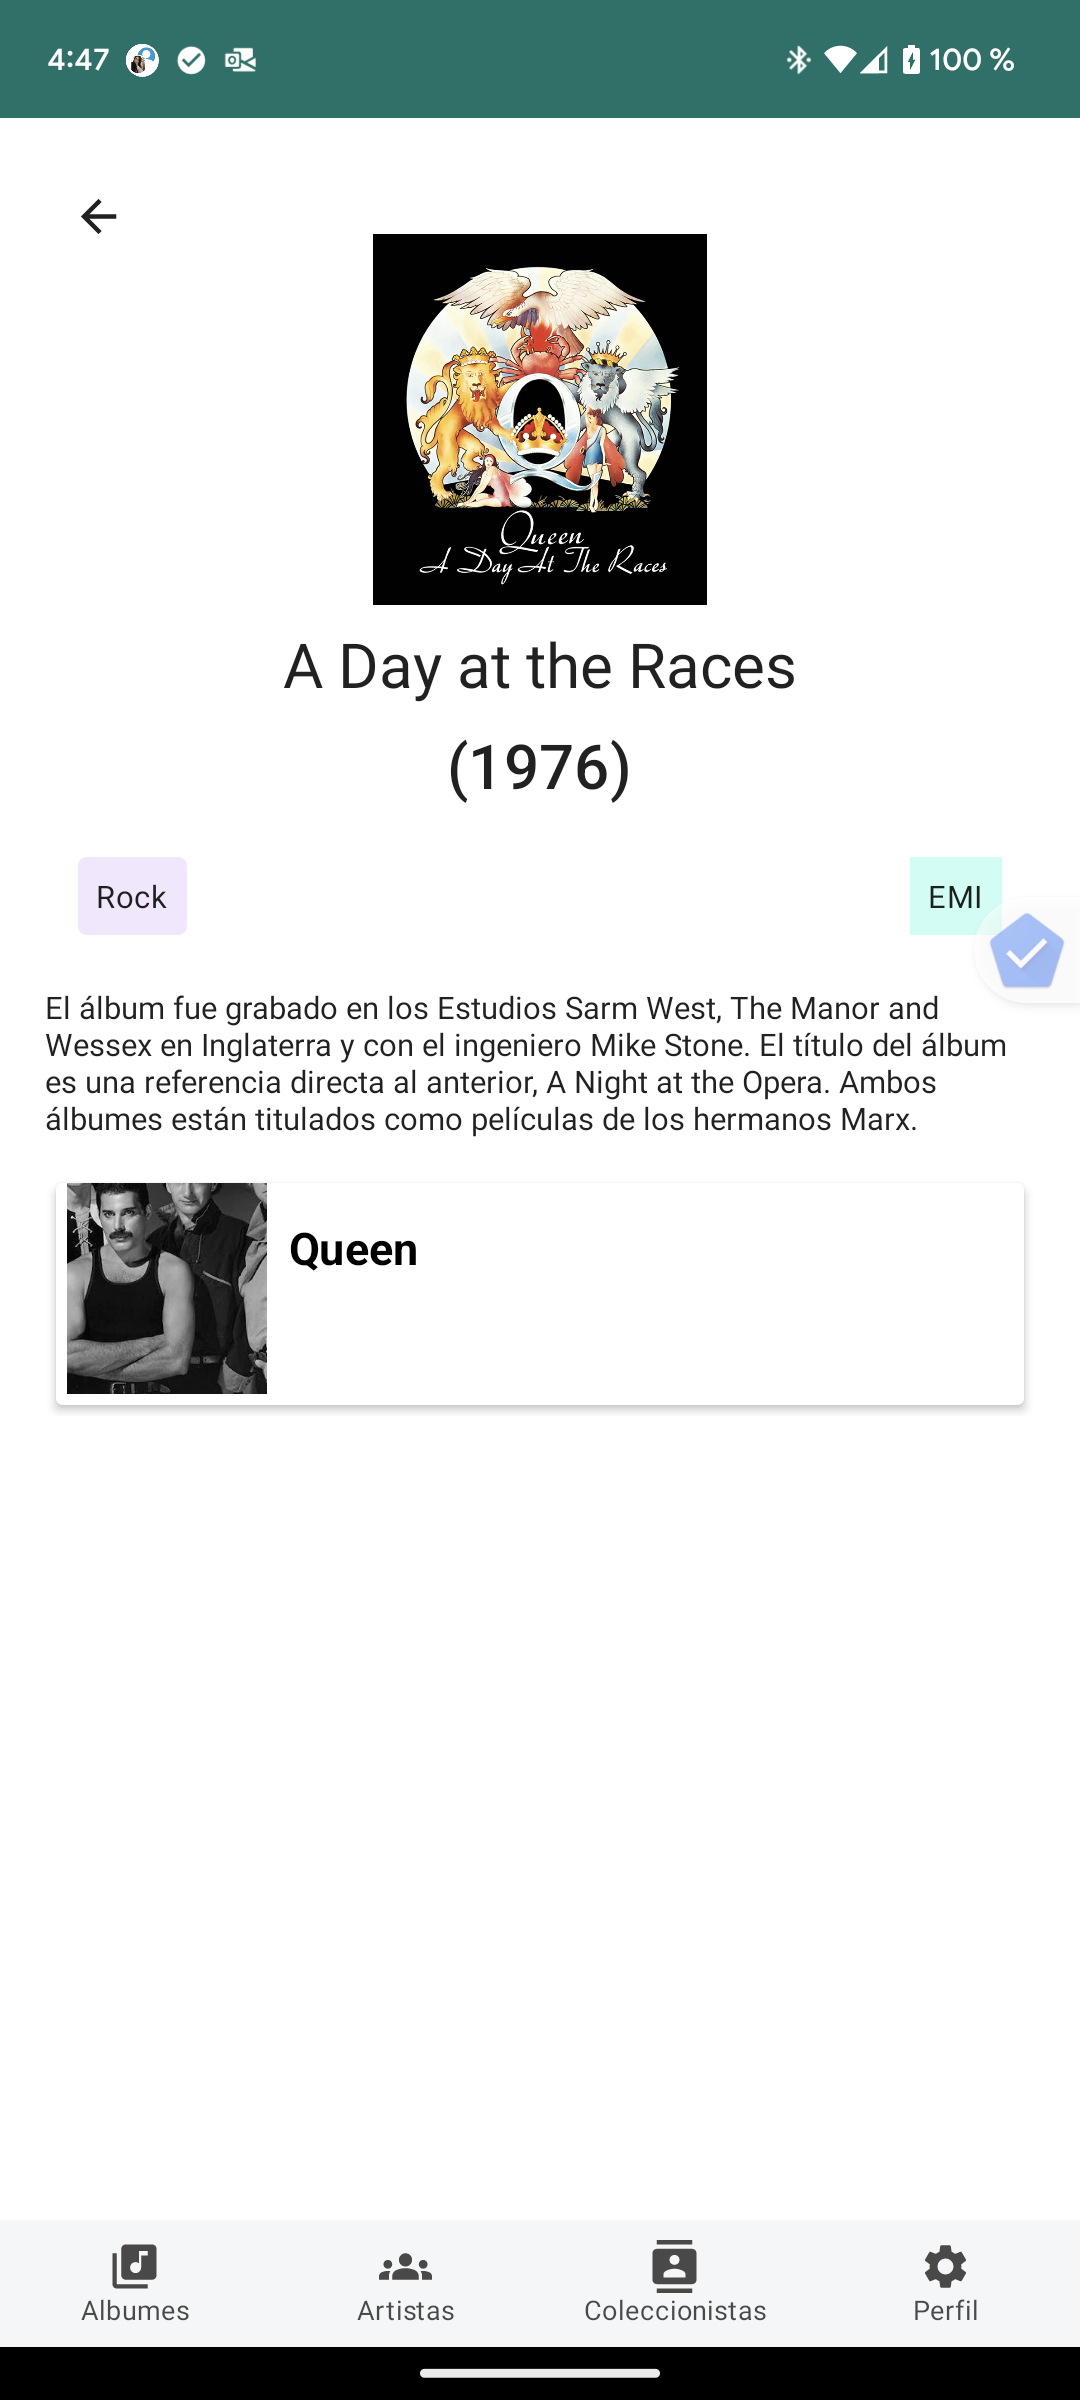 4:47
100 %
Queen
A Day At The Races
A Day at the Races
(1976)
Rock
EMI
El álbum fue grabado en los Estudios Sarm West, The Manor and
Wessex en Inglaterra y con el ingeniero Mike Stone. El título del álbum
es una referencia directa al anterior, A Night at the Opera. Ambos
álbumes están titulados como películas de los hermanos Marx.
Queen
Albumes
Artistas
Coleccionistas
Perfil